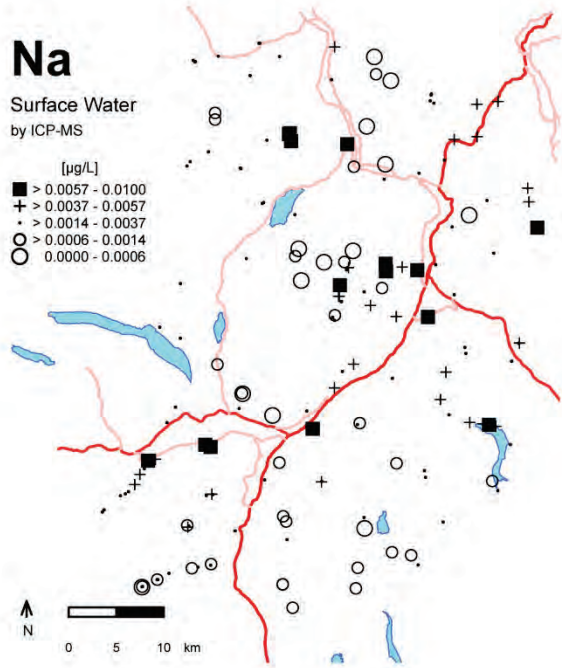 Na
Surface Water
by ICP-MS
[µg/L]
> 0.0057 - 0.0100
> 0.0037 - 0.0057
> 0.0014 - 0.0037
> 0.0006 - 0.0014
0.0000 - 0.0006
N
0 5 10 km